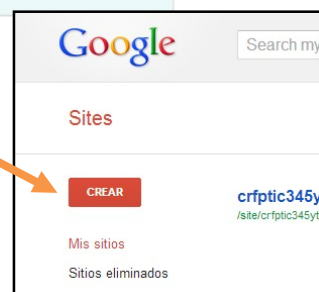 Google
Search my
Sites
CREAR
crfptic345y
/site/crfptic345yt
Mis sitios
Sitios eliminados